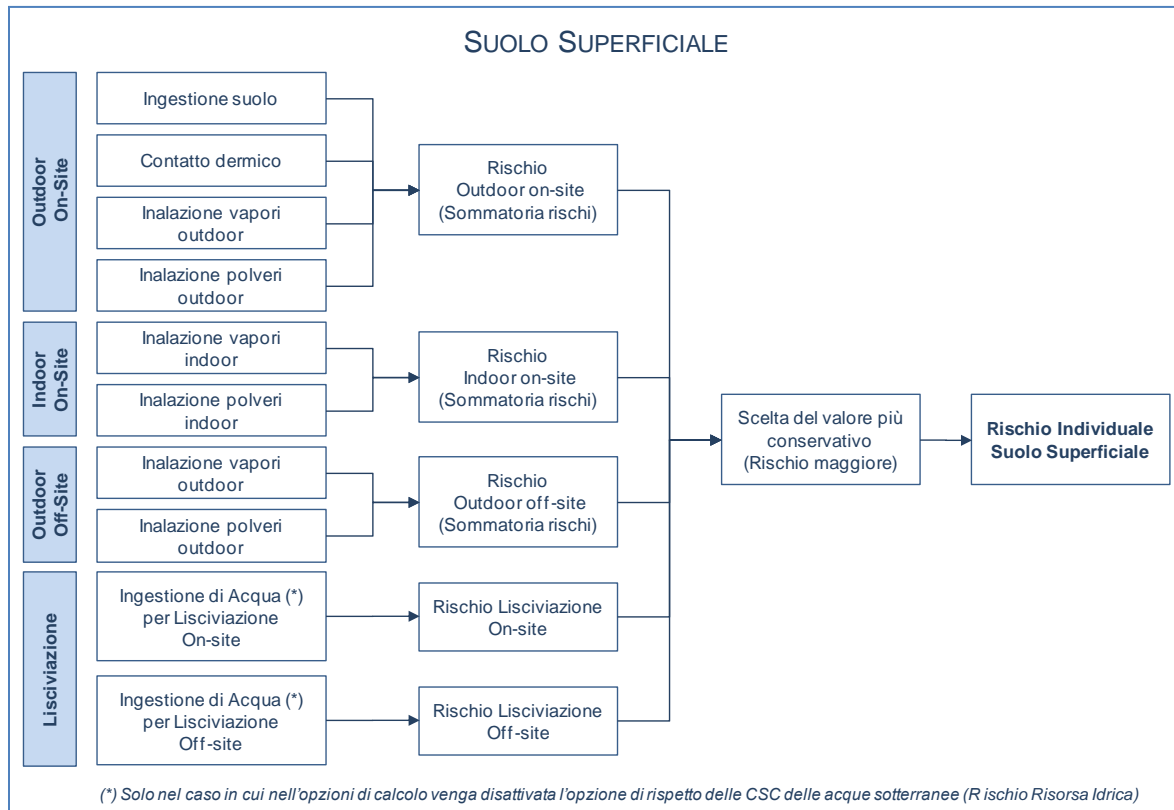 SUOLO SUPERFICIALE
Outdoor
On-Site
Ingestione suolo
Contatto dermico
Inalazione vapori
outdoor
Inalazione polveri
outdoor
Rischio
Outdoor on-site
(Sommatoria rischi)
Indoor
On-Site
Inalazione vapori
indoor
Inalazione polveri
indoor
Rischio
Indoor on-site
(Sommatoria rischi)
Outdoor
Off-Site
Inalazione vapori
outdoor
Inalazione polveri
outdoor
Rischio
Outdoor off-site
(Sommatoria rischi)
Lisciviazione
Ingestione di Acqua (*)
per Lisciviazione
On-site
Rischio Lisciviazione
On-site
Ingestione di Acqua (*)
per Lisciviazione
Off-site
Rischio Lisciviazione
Off-site
Scelta del valore più
conservativo
(Rischio maggiore)
Rischio Individuale
Suolo Superficiale
(*) Solo nel caso in cui nell'opzioni di calcolo venga disattivata l'opzione di rispetto delle CSC delle acque sotterranee (Rischio Risorsa Idrica)